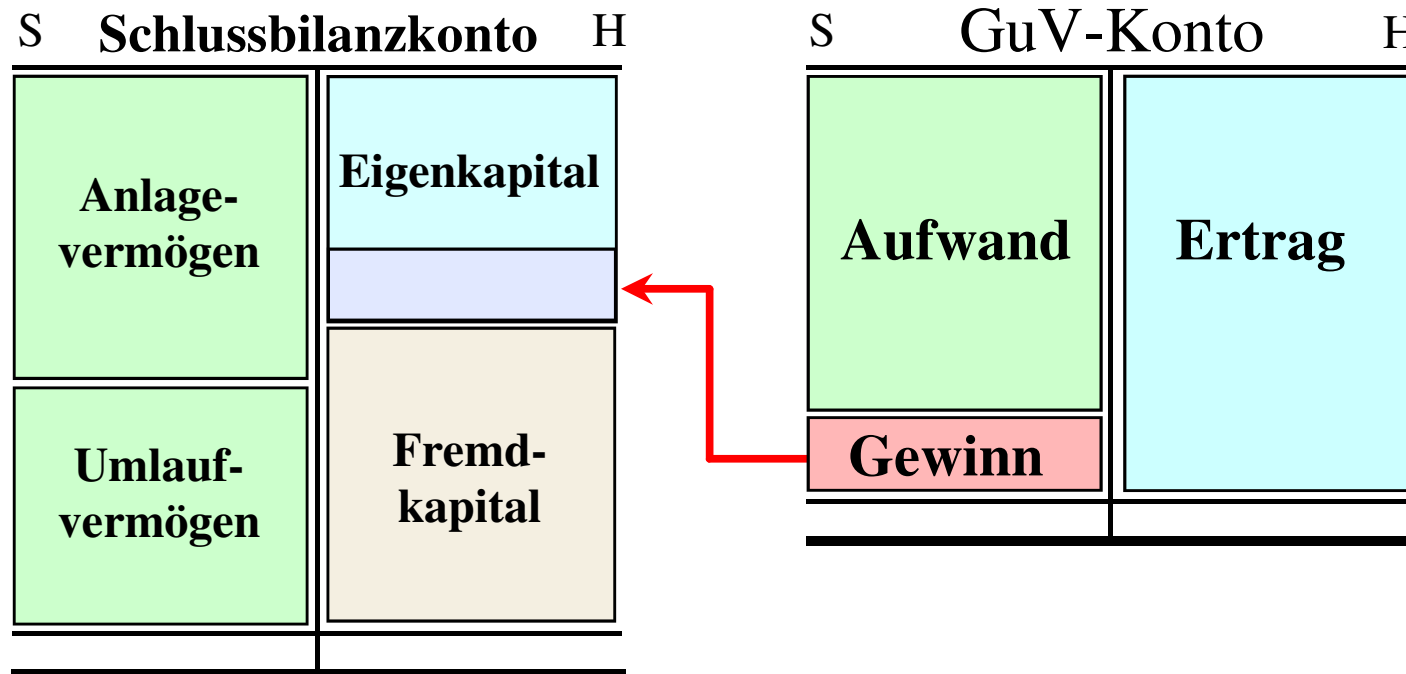 S Schlussbilanzkonto H
Anlage-
vermögen
Umlauf-
vermögen
Eigenkapital
Fremd-
kapital
S GuV-Konto H
Aufwand
Gewinn
Ertrag